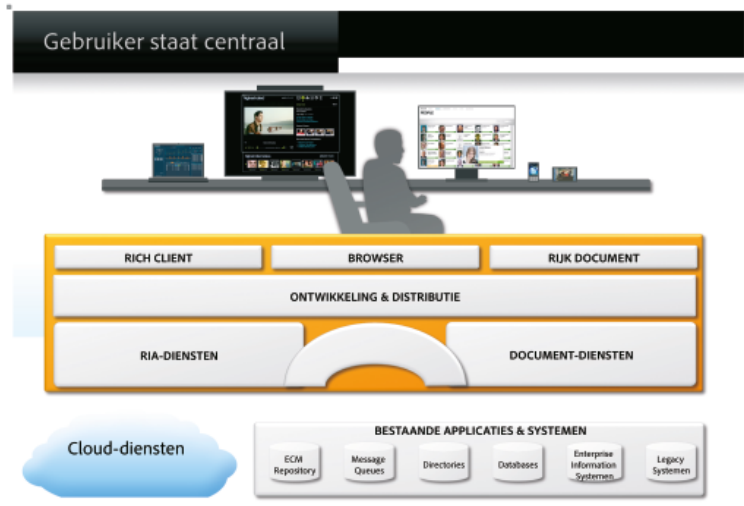 Gebruiker staat centraal
RICH CLIENT
BROWSER
RIJK DOCUMENT
ONTWIKKELING & DISTRIBUTIE
RIA-DIENSTEN
DOCUMENT-DIENSTEN
Cloud-diensten
BESTAANDE APPLICATIES & SYSTEMEN
ECM
Repository
Message
Queues
Directories
Databases
Enterprise
Information
Systemen
Legacy
Systemen